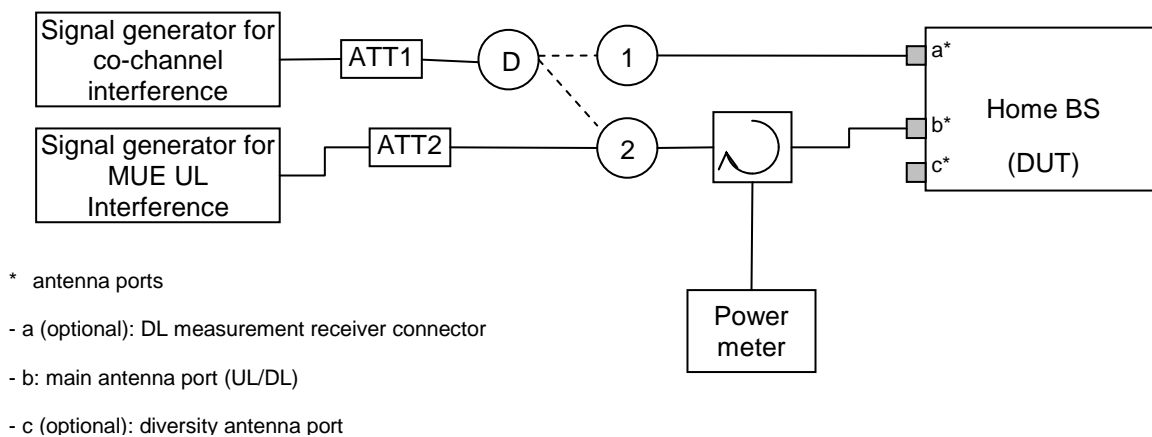 Signal generator for
co-channel
interference
ATT1
D
1
a*
Home BS
(DUT)
Signal generator for
MUE UL
Interference
ATT2
2
b*
c*
Power
meter
* antenna ports
- a (optional): DL measurement receiver connector
- b: main antenna port (UL/DL)
- c (optional): diversity antenna port